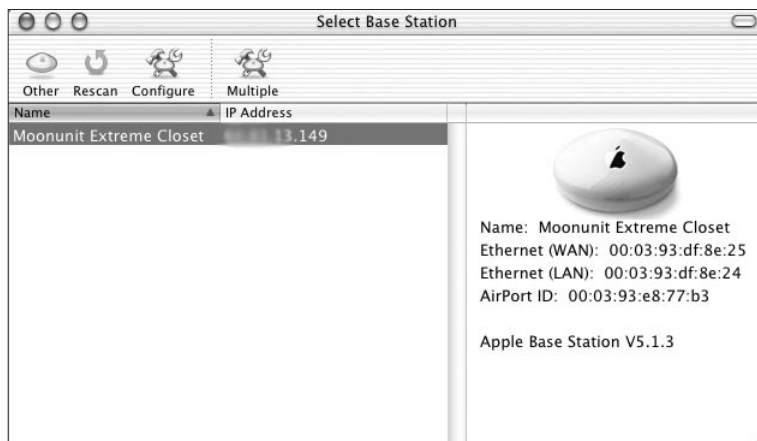 Select Base Station
Other Rescan Configure Multiple
Name IP Address
Moonunit Extreme Closet .149
Name: Moonunit Extreme Closet
Ethernet (WAN): 00:03:93:df:8e:25
Ethernet (LAN): 00:03:93:df:8e:24
AirPort ID: 00:03:93:e8:77:b3
Apple Base Station V5.1.3